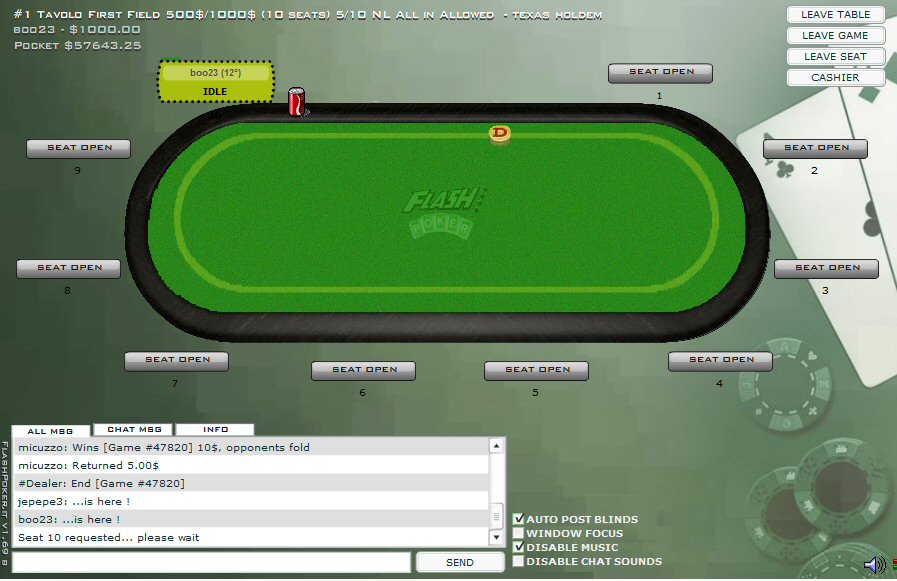 #1 Tavolo First Field 500$/1000$ (10 seats) 5/10 NL All in Allowed - texas holdem
boo23 - $1000.00
Pocket $57643.25
LEAVE TABLE
LEAVE GAME
LEAVE SEAT
CASHIER
boo23 (12°)
IDLE
10
SEAT OPEN
1
D
SEAT OPEN
9
SEAT OPEN
2
FLASH
POKER
SEAT OPEN
8
SEAT OPEN
3
SEAT OPEN
7
SEAT OPEN
6
SEAT OPEN
5
SEAT OPEN
4
ALL MSG
CHAT MSG
INFO
micuzzo: Wins [Game #47820] 10$, opponents fold
micuzzo: Returned 5.00$
#Dealer: End [Game #47820]
jepepe3: ...is here !
boo23: ...is here !
Seat 10 requested... please wait
SEND
AUTO POST BLINDS
WINDOW FOCUS
DISABLE MUSIC
DISABLE CHAT SOUNDS
FLASHPOKER.IT V1.69 B